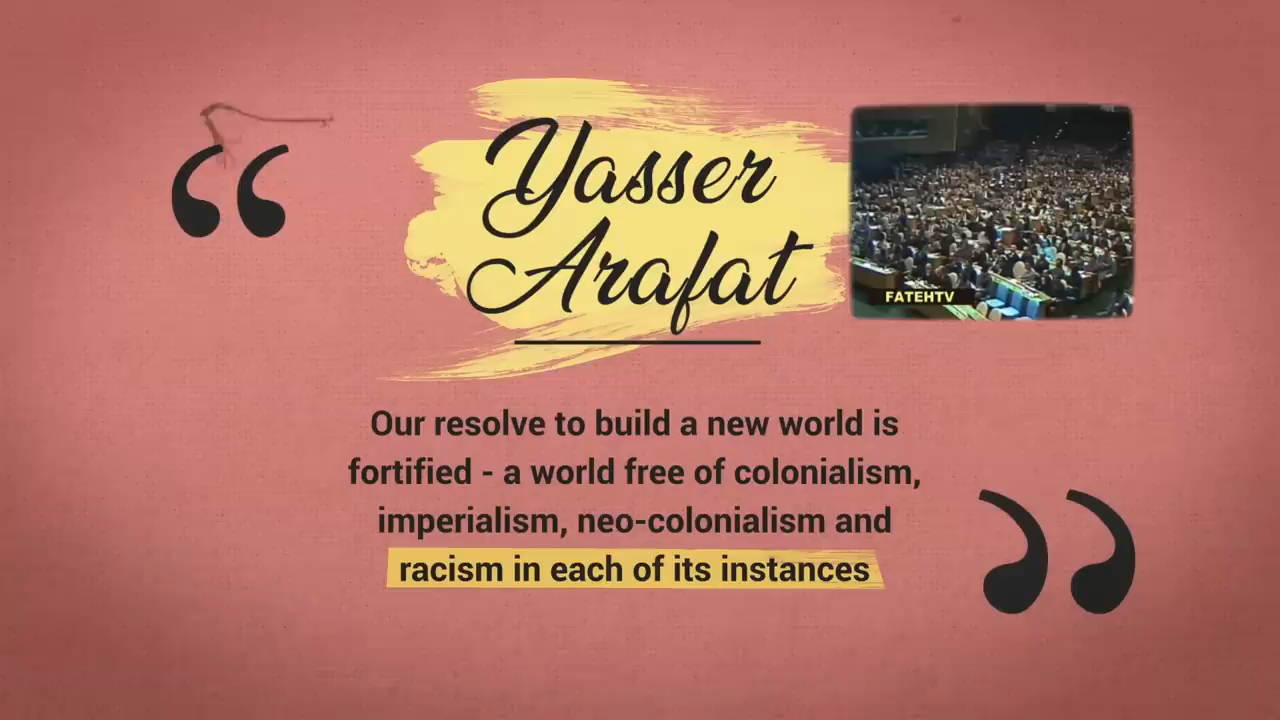 Yasser
Arafat
FATEHTV
Our resolve to build a new world is
fortified - a world free of colonialism,
imperialism, neo-colonialism and
racism in each of its instances